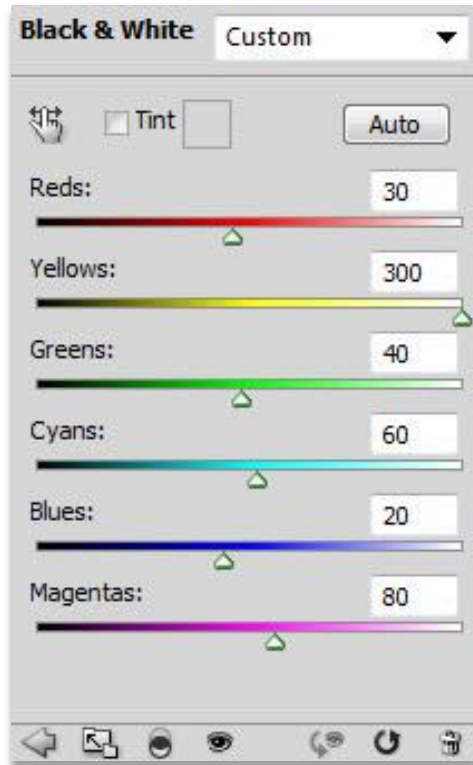 Black & White Custom
Tint Auto
Reds: 30
Yellows: 300
Greens: 40
Cyans: 60
Blues: 20
Magentas: 80